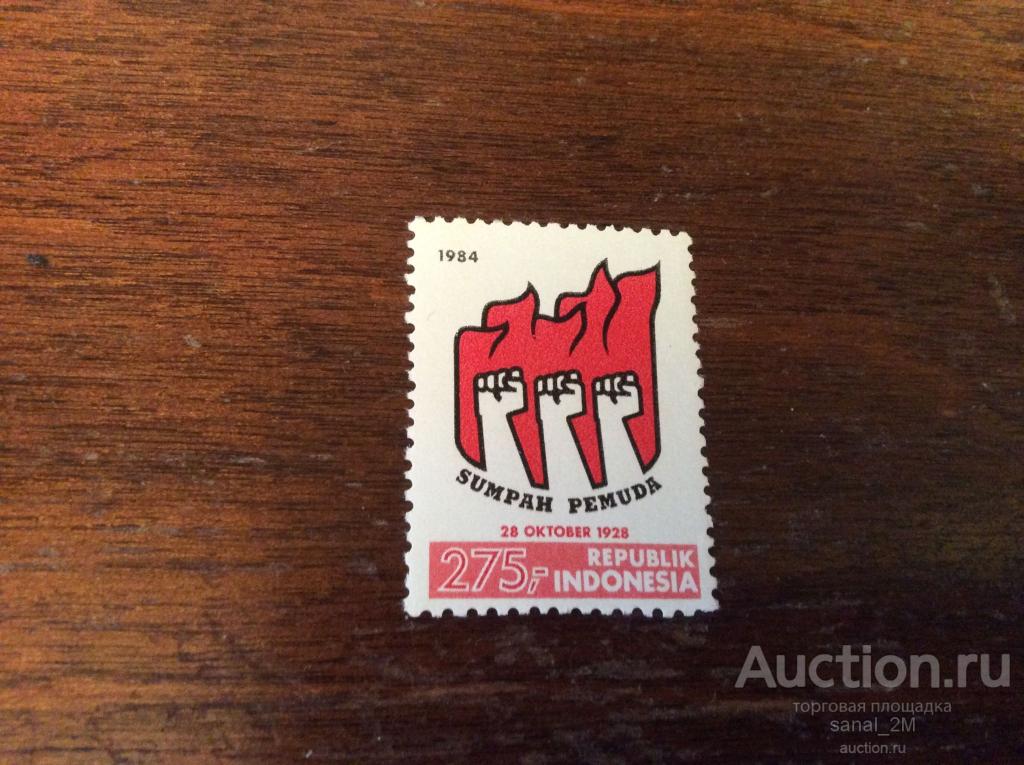 1984
SUMPAH PEMUDA
28 OKTOBER 1928
275,- REPUBLIK
INDONESIA
Auction.ru
торговая площадка
sanal_2M
auction.ru